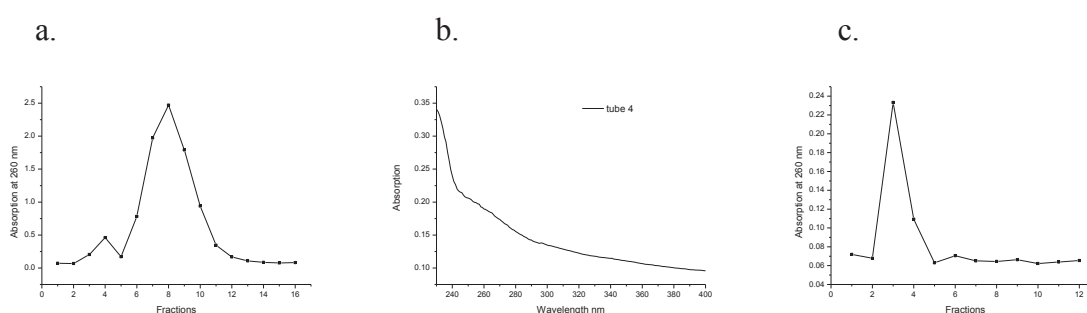 a.
b.
c.
Absorption at 260 nm
2.5
2.0
1.5
1.0
0.5
0.0
0 2 4 6 8 10 12 14 16
Fractions
Absorption
0.35
0.30
0.25
0.20
0.15
0.10
tube 4
240 260 280 300 320 340 360 380 400
Wavelength nm
Absorption at 260 nm
0.24
0.22
0.20
0.18
0.16
0.14
0.12
0.10
0.08
0.06
0.04
0 2 4 6 8 10 12
Fractions